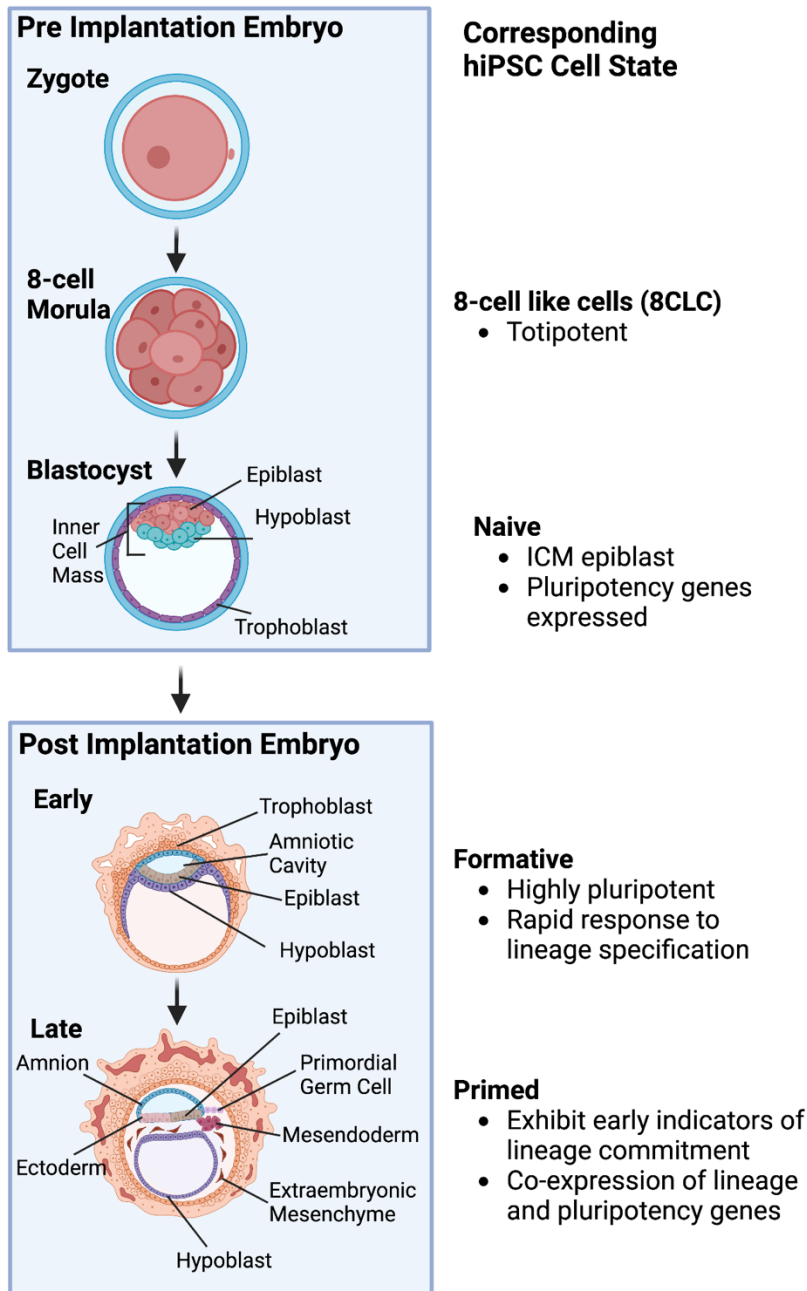 Pre Implantation Embryo
Corresponding
hiPSC Cell State
Zygote
8-cell
Morula
8-cell like cells (8CLC)
• Totipotent
Blastocyst
Epiblast
Hypoblast
Inner
Cell
Mass
Trophoblast
Naive
• ICM epiblast
• Pluripotency genes
expressed
Post Implantation Embryo
Early
Trophoblast
Amniotic
Cavity
Epiblast
Hypoblast
Formative
• Highly pluripotent
• Rapid response to
lineage specification
Late
Epiblast
Amnion
Primordial
Germ Cell
Mesendoderm
Ectoderm
Extraembryonic
Mesenchyme
Hypoblast
Primed
• Exhibit early indicators of
lineage commitment
• Co-expression of lineage
and pluripotency genes